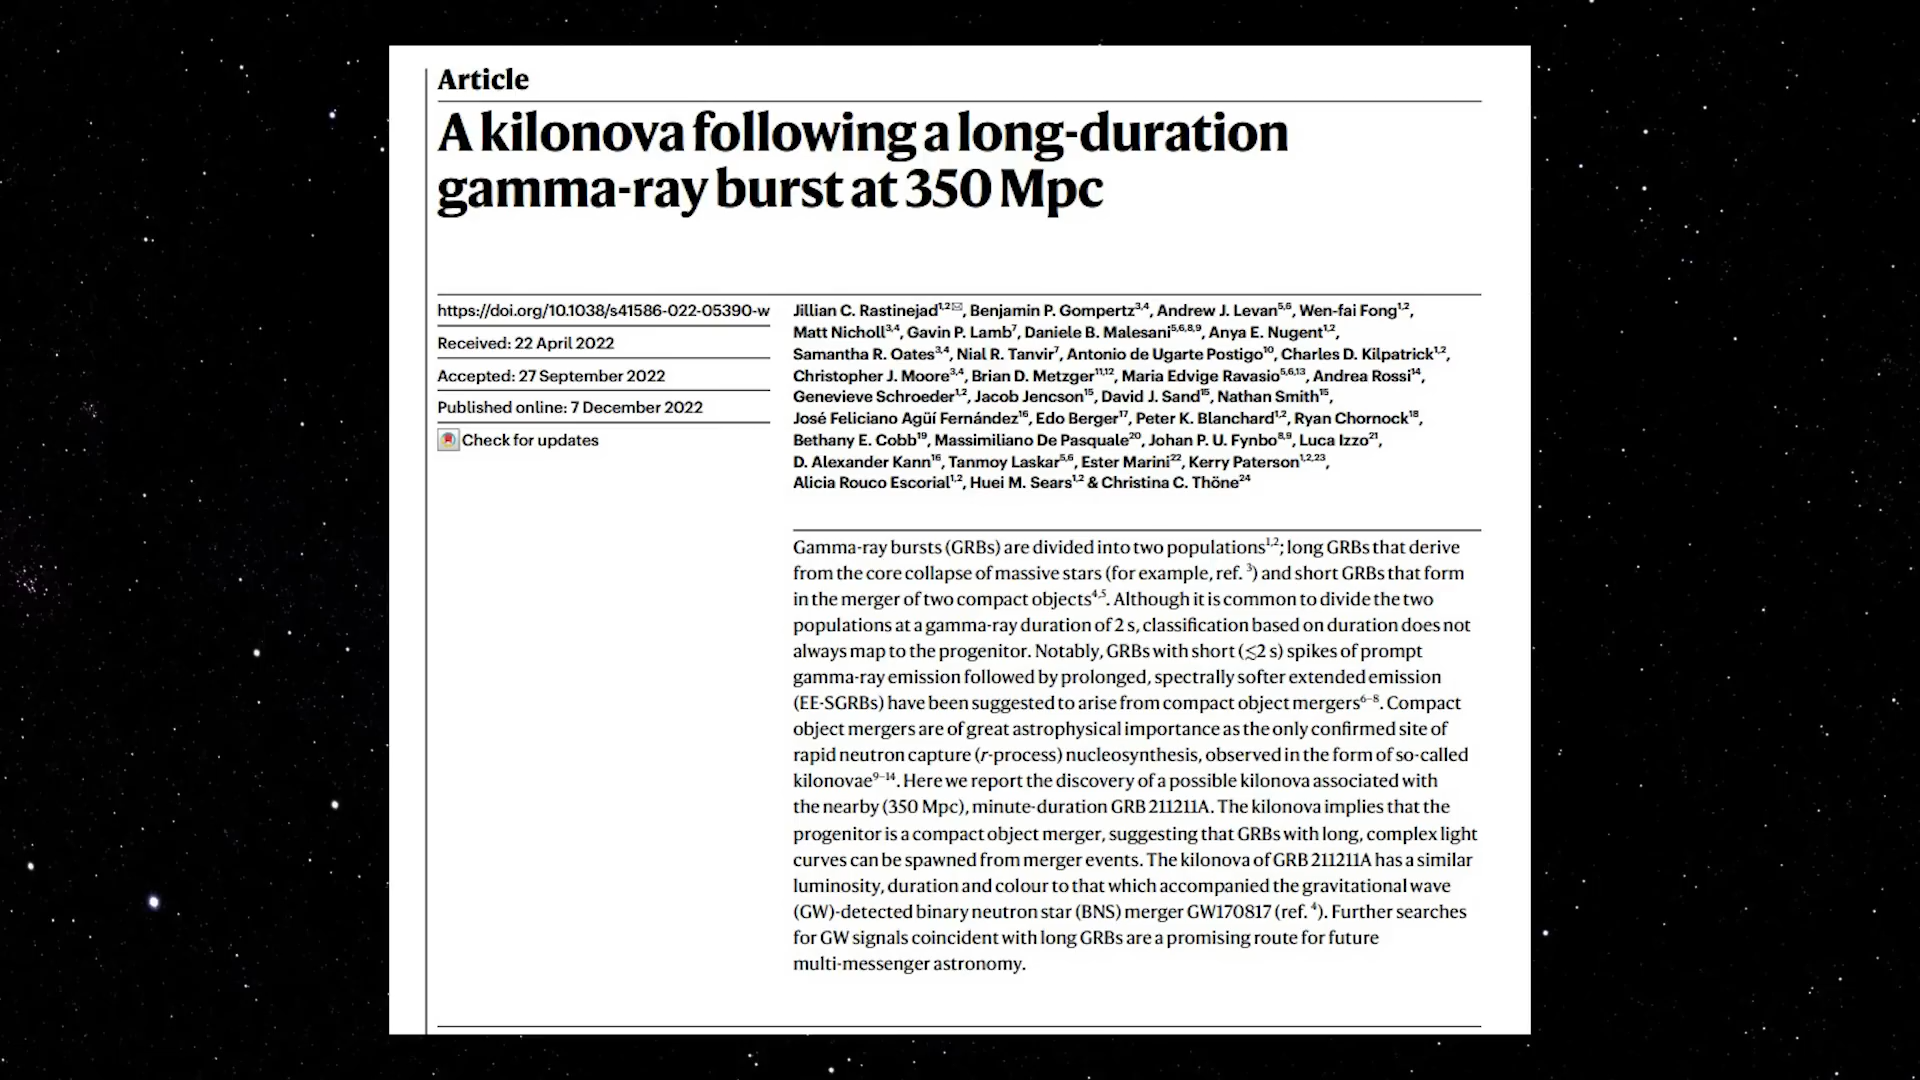 Article
A kilonova following a long-duration
gamma-ray burst at 350 Mpc
https://doi.org/10.1038/s41586-022-05390-w
Received: 22 April 2022
Accepted: 27 September 2022
Published online: 7 December 2022
Check for updates
Jillian C. Rastinejad1,2✉, Benjamin P. Gompertz3,4, Andrew J. Levan5,6, Wen-fai Fong1,2,
Matt Nicholl3,4, Gavin P. Lamb7, Daniele B. Malesani5,6,8,9, Anya E. Nugent1,2,
Samantha R. Oates3,4, Nial R. Tanvir7, Antonio de Ugarte Postigo10, Charles D. Kilpatrick1,2,
Christopher J. Moore3,4, Brian D. Metzger11,12, Maria Edvige Ravasio5,6,13, Andrea Rossi14,
Genevieve Schroeder1,2, Jacob Jencson15, David J. Sand15, Nathan Smith15,
José Feliciano Agüí Fernández16, Edo Berger17, Peter K. Blanchard1,2, Ryan Chornock18,
Bethany E. Cobb19, Massimiliano De Pasquale20, Johan P. U. Fynbo8,9, Luca Izzo21,
D. Alexander Kann16, Tanmoy Laskar5,6, Ester Marini22, Kerry Paterson1,2,23,
Alicia Rouco Escorial1,2, Huei M. Sears1,2 & Christina C. Thöne24
Gamma-ray bursts (GRBs) are divided into two populations1,2; long GRBs that derive
from the core collapse of massive stars (for example, ref. 3) and short GRBs that form
in the merger of two compact objects4,5. Although it is common to divide the two
populations at a gamma-ray duration of 2 s, classification based on duration does not
always map to the progenitor. Notably, GRBs with short (≲2 s) spikes of prompt
gamma-ray emission followed by prolonged, spectrally softer extended emission
(EE-SGRBs) have been suggested to arise from compact object mergers6–8. Compact
object mergers are of great astrophysical importance as the only confirmed site of
rapid neutron capture (r-process) nucleosynthesis, observed in the form of so-called
kilonovae9–14. Here we report the discovery of a possible kilonova associated with
the nearby (350 Mpc), minute-duration GRB 211211A. The kilonova implies that the
progenitor is a compact object merger, suggesting that GRBs with long, complex light
curves can be spawned from merger events. The kilonova of GRB 211211A has a similar
luminosity, duration and colour to that which accompanied the gravitational wave
(GW)-detected binary neutron star (BNS) merger GW170817 (ref. 4). Further searches
for GW signals coincident with long GRBs are a promising route for future
multi-messenger astronomy.